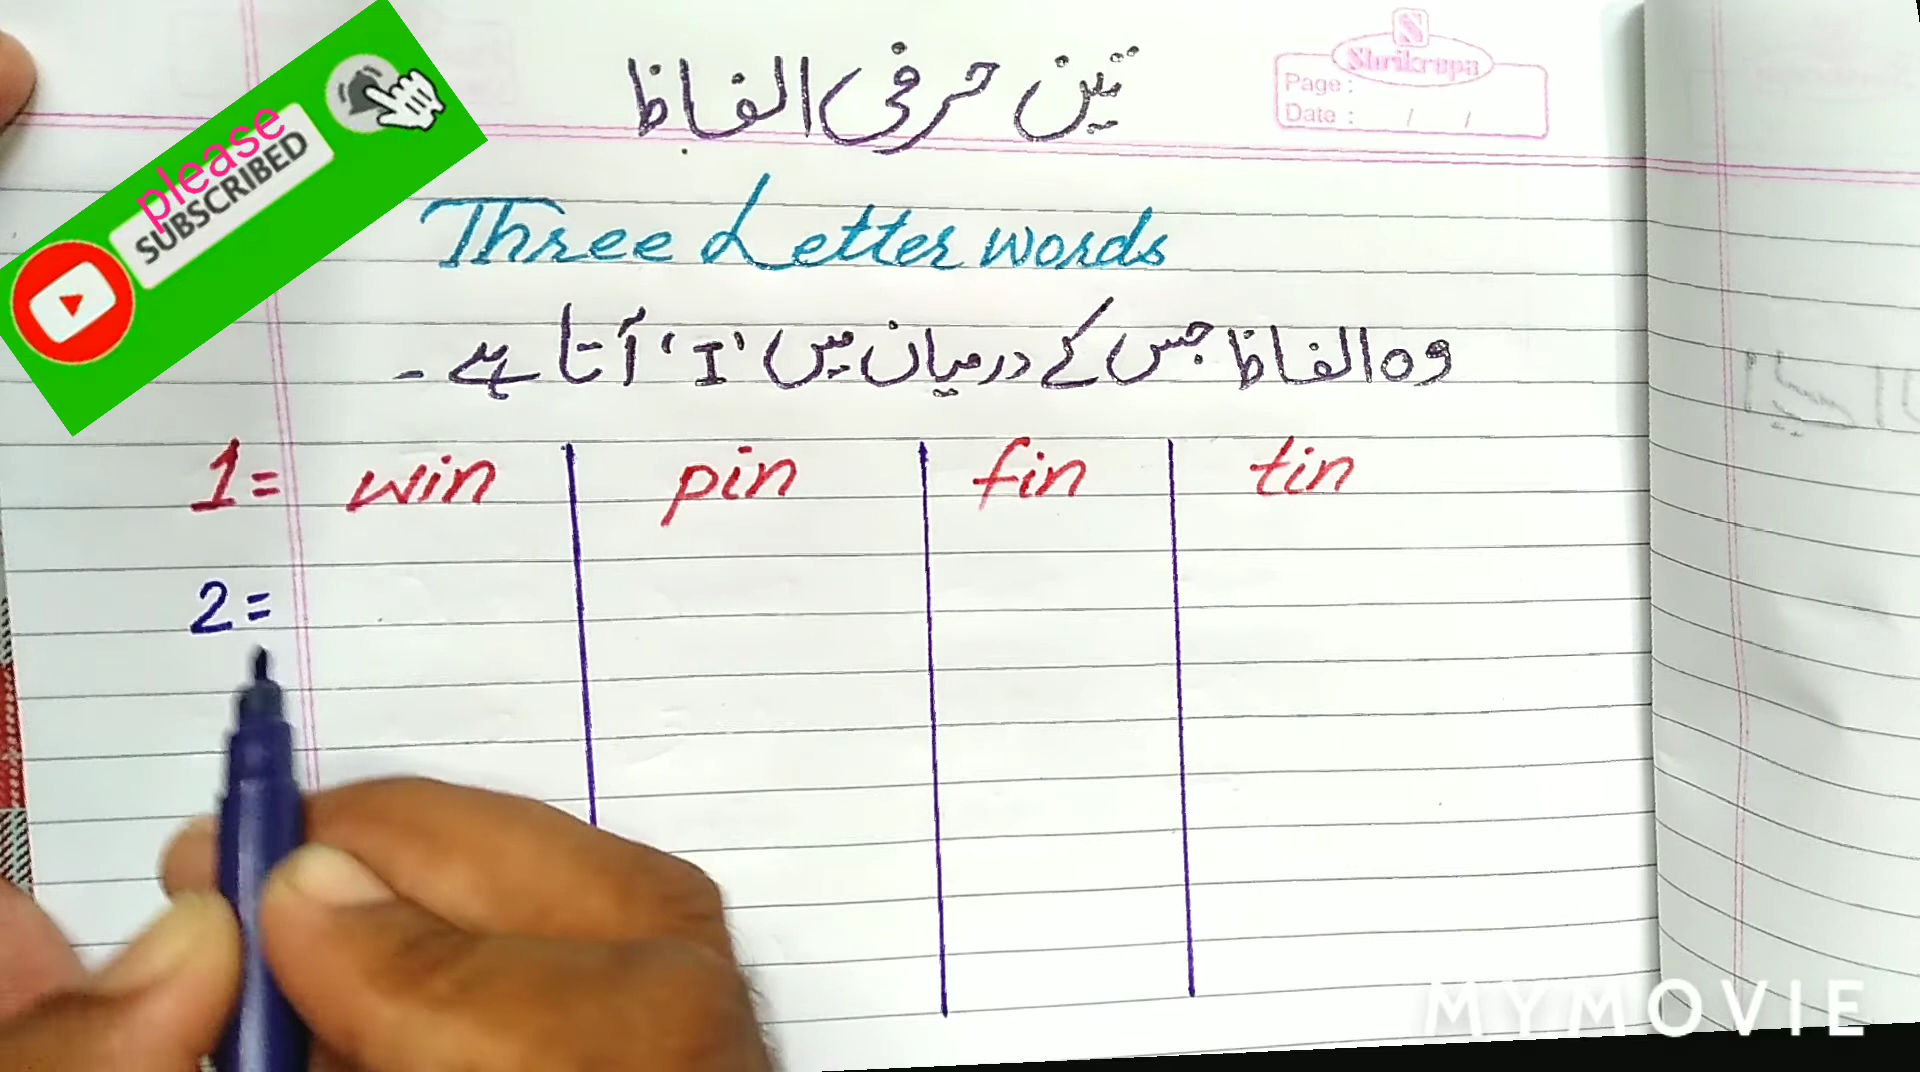 تین حرفی الفاظ
S
Shrikrupa
Page :
Date : / /
please
SUBSCRIBED
Three Letter words
وہ الفاظ جس کے درمیان میں 'I' آتا ہے ۔
1= win pin fin tin
2=
MYMOVIE